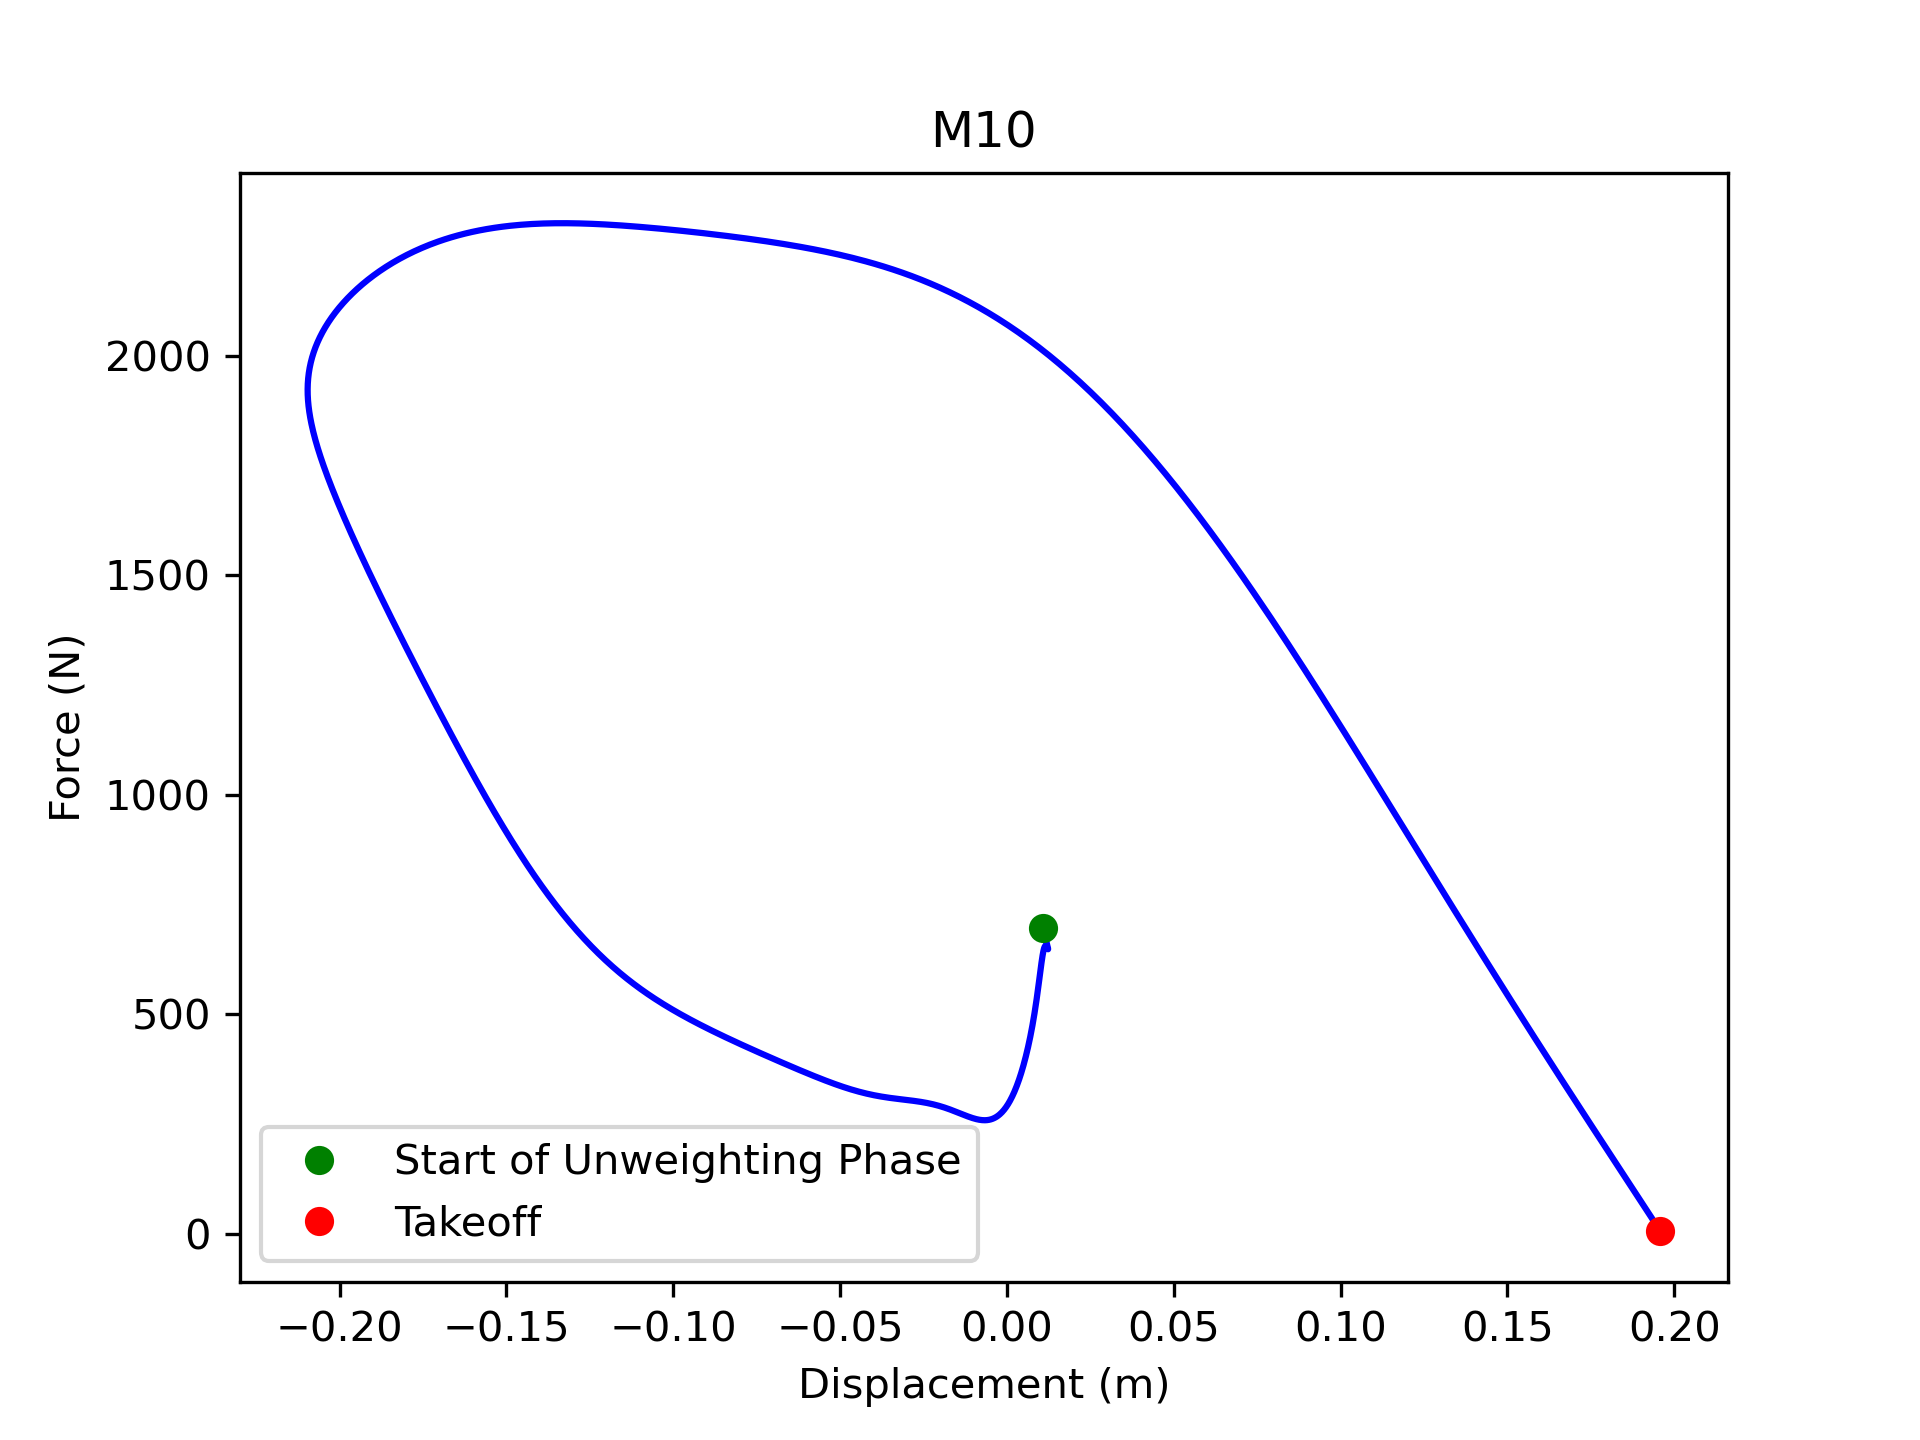 M10
Force (N)
2000
1500
1000
500
0
Start of Unweighting Phase
Takeoff
−0.20 −0.15 −0.10 −0.05 0.00 0.05 0.10 0.15 0.20
Displacement (m)